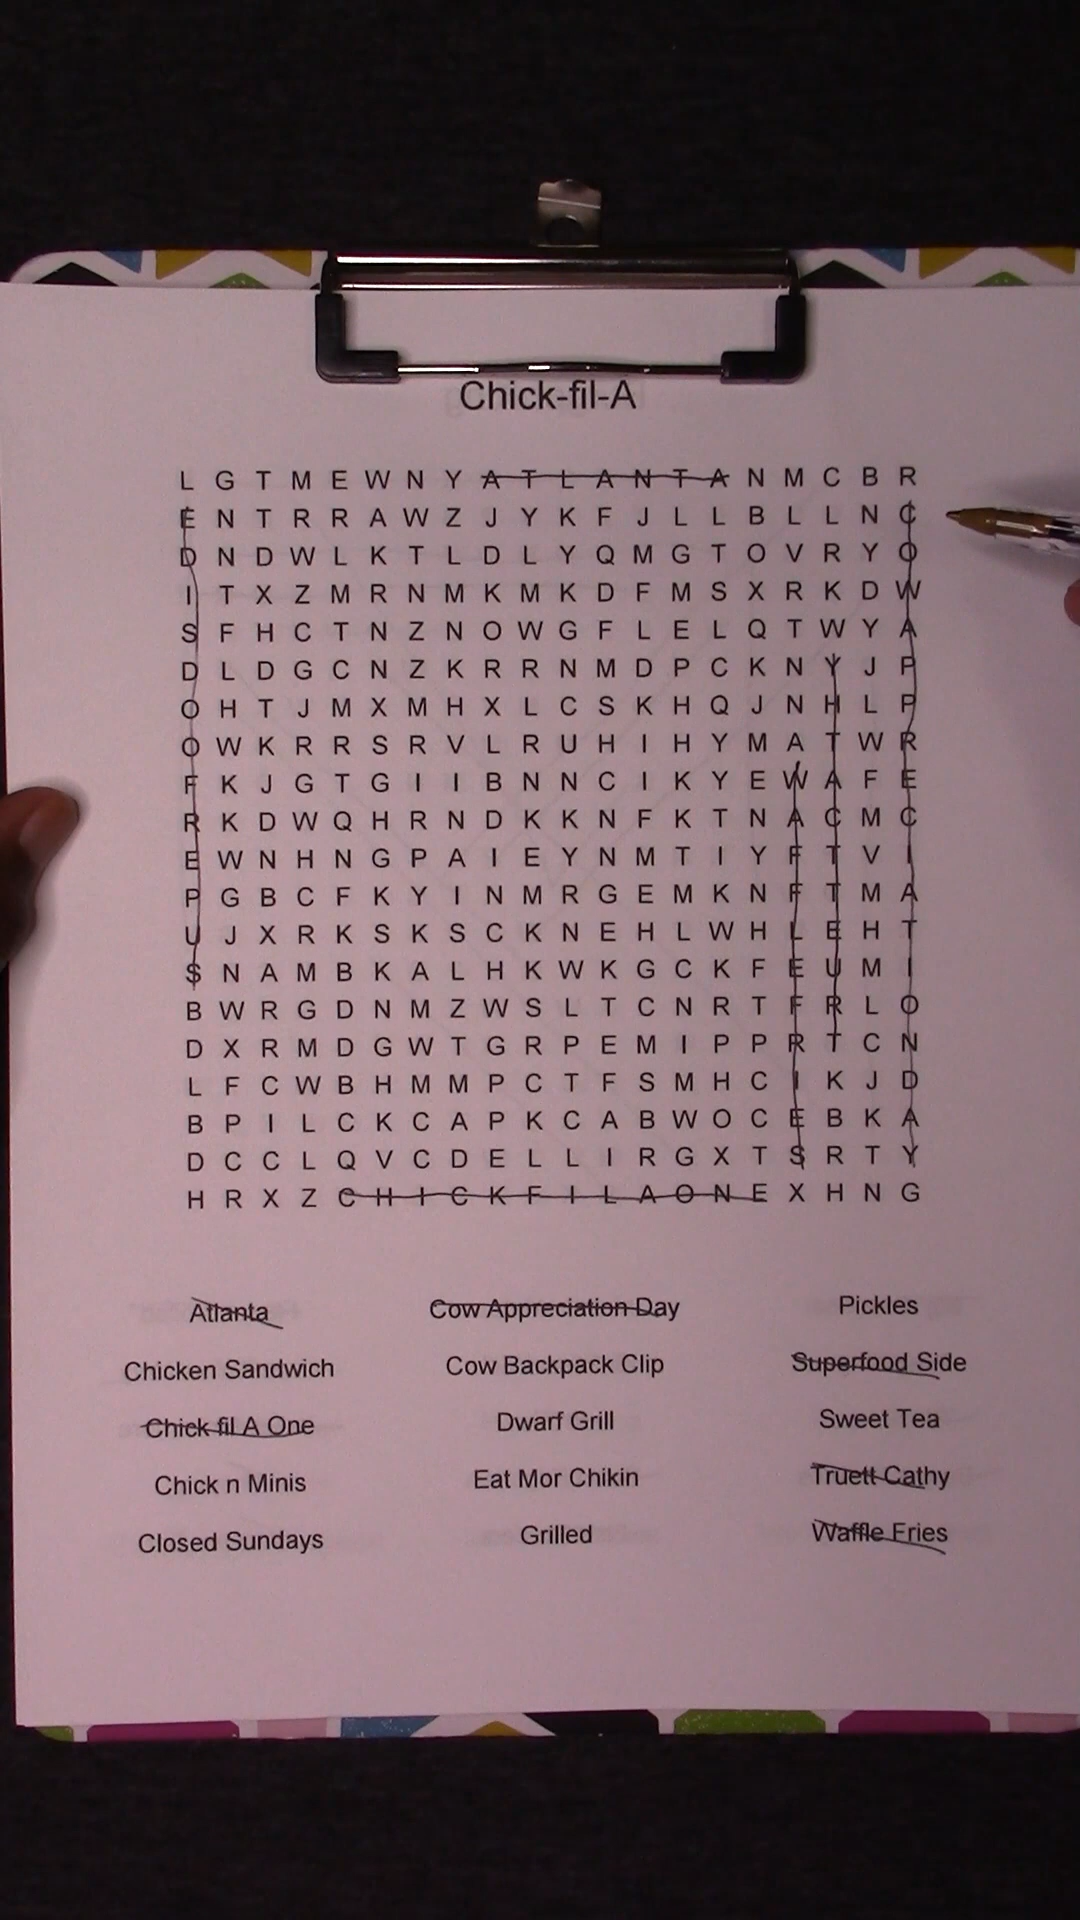 Chick-fil-A
L G T M E W N Y A T L A N T A N M C B R
E N T R R A W Z J Y K F J L L B L L N C
D N D W L K T L D L Y Q M G T O V R Y O
I T X Z M R N M K M K D F M S X R K D W
S F H C T N Z N O W G F L E L Q T W Y A
D L D G C N Z K R R N M D P C K N Y J P
O H T J M X M H X L C S K H Q J N H L P
O W K R R S R V L R U H I H Y M A T W R
F K J G T G I I B N N C I K Y E W A F E
R K D W Q H R N D K K N F K T N A C M C
E W N H N G P A I E Y N M T I Y F T V I
P G B C F K Y I N M R G E M K N F T M A
U J X R K S K S C K N E H L W H L E H T
S N A M B K A L H K W K G C K F E U M I
B W R G D N M Z W S L T C N R T F R L O
D X R M D G W T G R P E M I P P R T C N
L F C W B H M M P C T F S M H C I K J D
B P I L C K C A P K C A B W O C E B K A
D C C L Q V C D E L L I R G X T S R T Y
H R X Z C H I C K F I L A O N E X H N G
Atlanta Cow Appreciation Day Pickles
Chicken Sandwich Cow Backpack Clip Superfood Side
Chick fil A One Dwarf Grill Sweet Tea
Chick n Minis Eat Mor Chikin Truett Cathy
Closed Sundays Grilled Waffle Fries